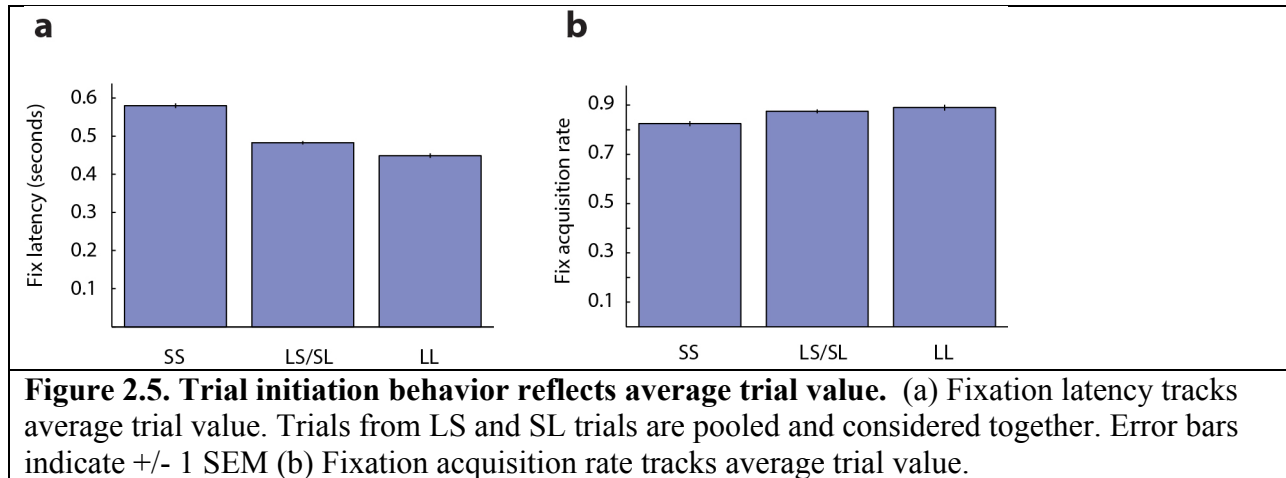 a
b
Fix latency (seconds)
0.6
0.5
0.4
0.3
0.2
0.1
SS
LS/SL
LL
Fix acquisition rate
0.9
0.7
0.5
0.3
0.1
SS
LS/SL
LL
Figure 2.5. Trial initiation behavior reflects average trial value. (a) Fixation latency tracks
average trial value. Trials from LS and SL trials are pooled and considered together. Error bars
indicate +/- 1 SEM (b) Fixation acquisition rate tracks average trial value.